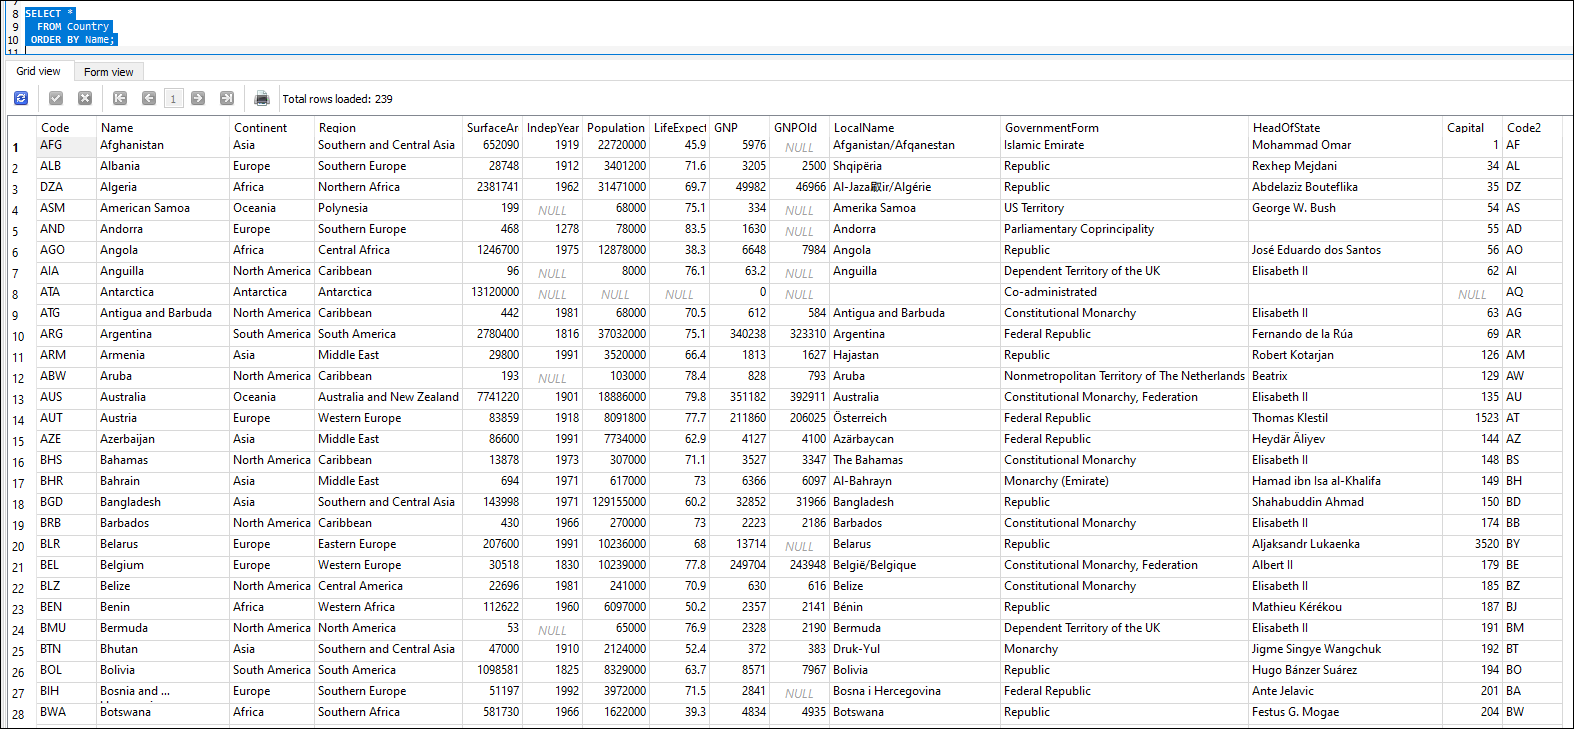 8 SELECT *
9 FROM Country
10 ORDER BY Name;
11
Grid view Form view
1 Total rows loaded: 239
Code Name Continent Region SurfaceAr IndepYear Population LifeExpect GNP GNPOld LocalName GovernmentForm HeadOfState Capital Code2
1 AFG Afghanistan Asia Southern and Central Asia 652090 1919 22720000 45.9 5976 NULL Afganistan/Afqanestan Islamic Emirate Mohammad Omar 1 AF
2 ALB Albania Europe Southern Europe 28748 1912 3401200 71.6 3205 2500 Shqipëria Republic Rexhep Mejdani 34 AL
3 DZA Algeria Africa Northern Africa 2381741 1962 31471000 69.7 49982 46966 Al-Jaza厭ir/Algérie Republic Abdelaziz Bouteflika 35 DZ
4 ASM American Samoa Oceania Polynesia 199 NULL 68000 75.1 334 NULL Amerika Samoa US Territory George W. Bush 54 AS
5 AND Andorra Europe Southern Europe 468 1278 78000 83.5 1630 NULL Andorra Parliamentary Coprincipality 55 AD
6 AGO Angola Africa Central Africa 1246700 1975 12878000 38.3 6648 7984 Angola Republic José Eduardo dos Santos 56 AO
7 AIA Anguilla North America Caribbean 96 NULL 8000 76.1 63.2 NULL Anguilla Dependent Territory of the UK Elisabeth II 62 AI
8 ATA Antarctica Antarctica Antarctica 13120000 NULL NULL NULL 0 NULL Co-administrated NULL AQ
9 ATG Antigua and Barbuda North America Caribbean 442 1981 68000 70.5 612 584 Antigua and Barbuda Constitutional Monarchy Elisabeth II 63 AG
10 ARG Argentina South America South America 2780400 1816 37032000 75.1 340238 323310 Argentina Federal Republic Fernando de la Rúa 69 AR
11 ARM Armenia Asia Middle East 29800 1991 3520000 66.4 1813 1627 Hajastan Republic Robert Kotarjan 126 AM
12 ABW Aruba North America Caribbean 193 NULL 103000 78.4 828 793 Aruba Nonmetropolitan Territory of The Netherlands Beatrix 129 AW
13 AUS Australia Oceania Australia and New Zealand 7741220 1901 18886000 79.8 351182 392911 Australia Constitutional Monarchy, Federation Elisabeth II 135 AU
14 AUT Austria Europe Western Europe 83859 1918 8091800 77.7 211860 206025 Österreich Federal Republic Thomas Klestil 1523 AT
15 AZE Azerbaijan Asia Middle East 86600 1991 7734000 62.9 4127 4100 Azärbaycan Federal Republic Heydär Äliyev 144 AZ
16 BHS Bahamas North America Caribbean 13878 1973 307000 71.1 3527 3347 The Bahamas Constitutional Monarchy Elisabeth II 148 BS
17 BHR Bahrain Asia Middle East 694 1971 617000 73 6366 6097 Al-Bahrayn Monarchy (Emirate) Hamad ibn Isa al-Khalifa 149 BH
18 BGD Bangladesh Asia Southern and Central Asia 143998 1971 129155000 60.2 32852 31966 Bangladesh Republic Shahabuddin Ahmad 150 BD
19 BRB Barbados North America Caribbean 430 1966 270000 73 2223 2186 Barbados Constitutional Monarchy Elisabeth II 174 BB
20 BLR Belarus Europe Eastern Europe 207600 1991 10236000 68 13714 NULL Belarus Republic Aljaksandr Lukaenka 3520 BY
21 BEL Belgium Europe Western Europe 30518 1830 10239000 77.8 249704 243948 België/Belgique Constitutional Monarchy, Federation Albert II 179 BE
22 BLZ Belize North America Central America 22696 1981 241000 70.9 630 616 Belize Constitutional Monarchy Elisabeth II 185 BZ
23 BEN Benin Africa Western Africa 112622 1960 6097000 50.2 2357 2141 Bénin Republic Mathieu Kérékou 187 BJ
24 BMU Bermuda North America North America 53 NULL 65000 76.9 2328 2190 Bermuda Dependent Territory of the UK Elisabeth II 191 BM
25 BTN Bhutan Asia Southern and Central Asia 47000 1910 2124000 52.4 372 383 Druk-Yul Monarchy Jigme Singye Wangchuk 192 BT
26 BOL Bolivia South America South America 1098581 1825 8329000 63.7 8571 7967 Bolivia Republic Hugo Bánzer Suárez 194 BO
27 BIH Bosnia and ... Europe Southern Europe 51197 1992 3972000 71.5 2841 NULL Bosna i Hercegovina Federal Republic Ante Jelavic 201 BA
28 BWA Botswana Africa Southern Africa 581730 1966 1622000 39.3 4834 4935 Botswana Republic Festus G. Mogae 204 BW